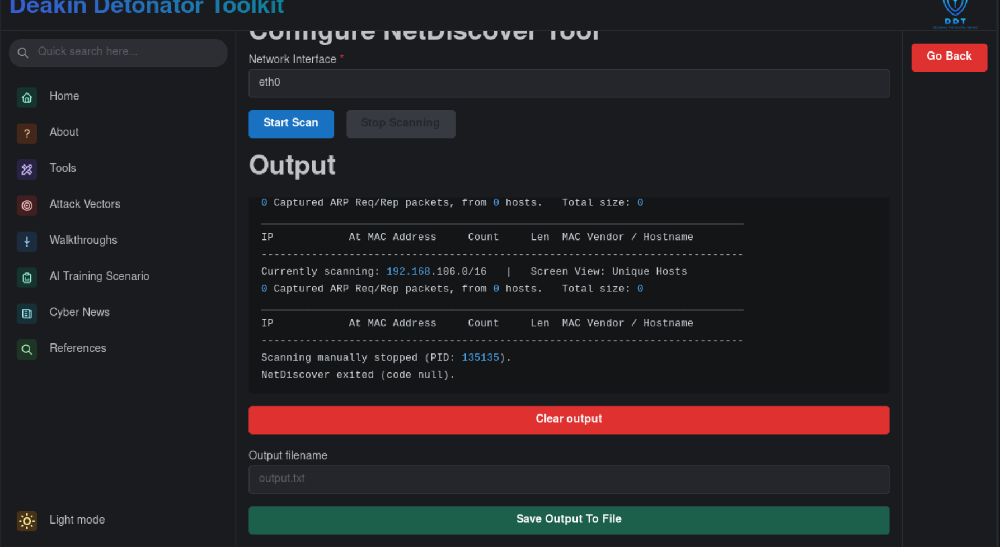 Deakin Detonator Toolkit
DDT
SECURING THE DIGITAL WORLD
Quick search here...
Home
About
Tools
Attack Vectors
Walkthroughs
AI Training Scenario
Cyber News
References
Light mode
Configure NetDiscover Tool
Go Back
Network Interface *
eth0
Start Scan
Stop Scanning
Output
0 Captured ARP Req/Rep packets, from 0 hosts.   Total size: 0
_____________________________________________________________________________
IP            At MAC Address     Count     Len  MAC Vendor / Hostname
-----------------------------------------------------------------------------
Currently scanning: 192.168.106.0/16   |   Screen View: Unique Hosts
0 Captured ARP Req/Rep packets, from 0 hosts.   Total size: 0
_____________________________________________________________________________
IP            At MAC Address     Count     Len  MAC Vendor / Hostname
-----------------------------------------------------------------------------
Scanning manually stopped (PID: 135135).
NetDiscover exited (code null).
Clear output
Output filename
output.txt
Save Output To File